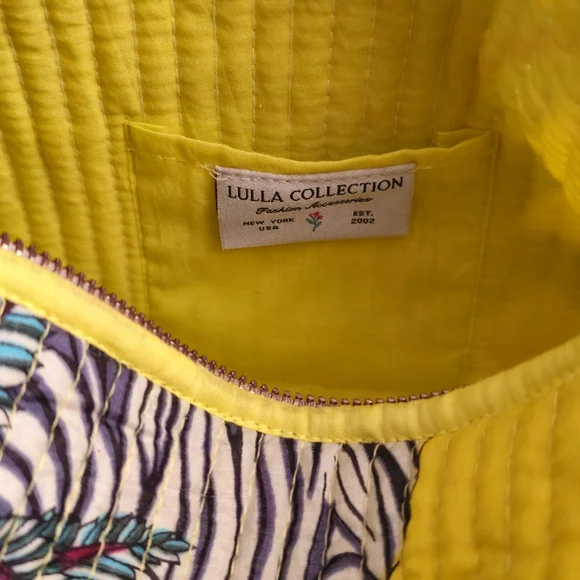 LULLA COLLECTION
Fashion Accessories
NEW YORK EST.
USA 2002